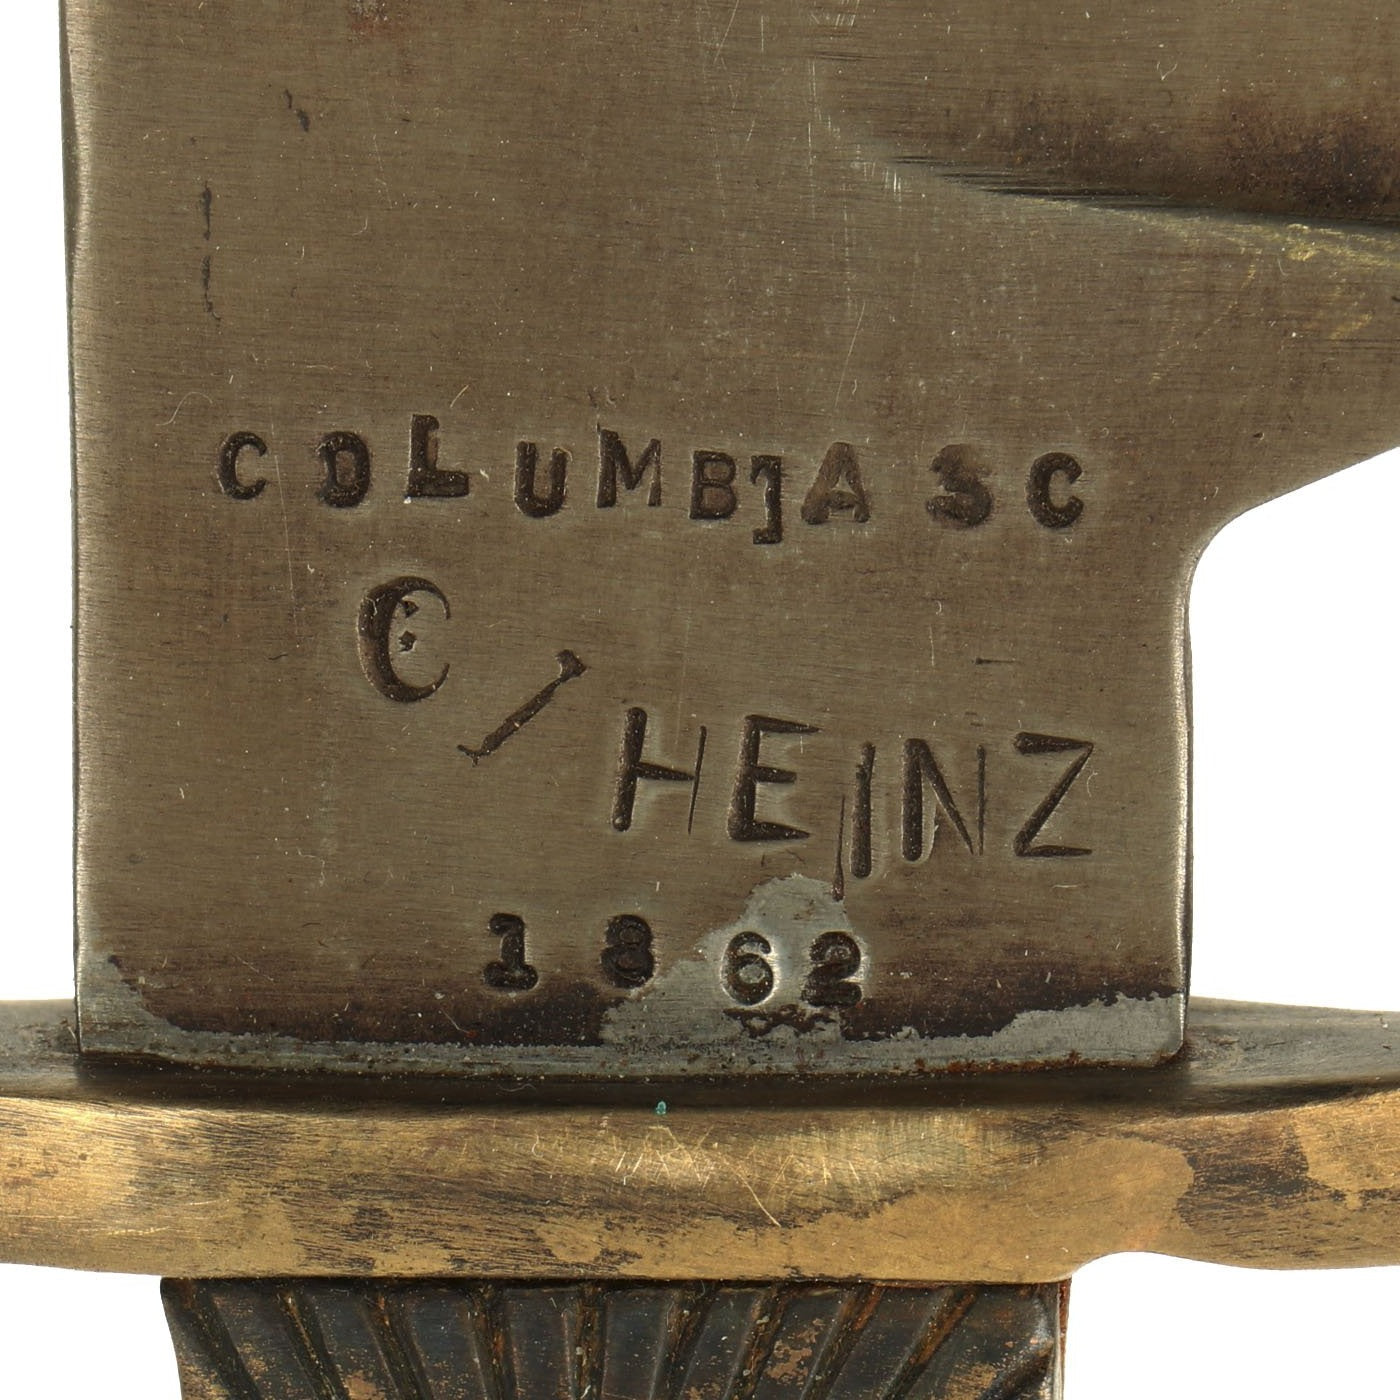 COLUMBIA SC
C / HEINZ
1862